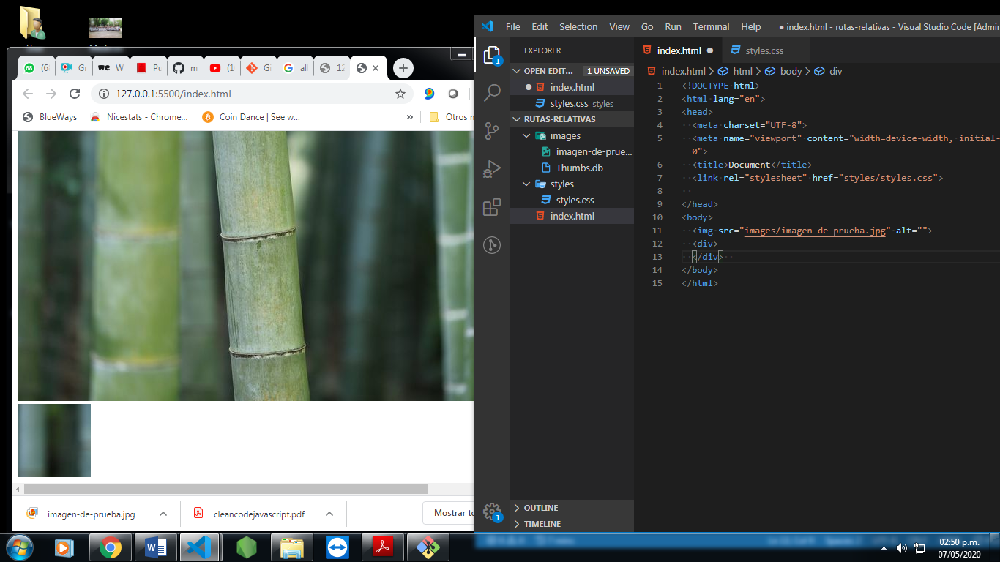 File Edit Selection View Go Run Terminal Help ● index.html - rutas-relativas - Visual Studio Code [Admin
(6 Gr W Pu m (1 Gi all 12
127.0.0.1:5500/index.html
BlueWays Nicestats - Chrome... Coin Dance | See w... » Otros m
imagen-de-prueba.jpg
cleancodejavascript.pdf
Mostrar to
EXPLORER
OPEN EDIT... 1 UNSAVED
index.html
styles.css styles
RUTAS-RELATIVAS
images
imagen-de-prue...
Thumbs.db
styles
styles.css
index.html
OUTLINE
TIMELINE
1
1
index.html ● styles.css
index.html > html > body > div
1 <!DOCTYPE html>
2 <html lang="en">
3 <head>
4 <meta charset="UTF-8">
5 <meta name="viewport" content="width=device-width, initial-
0">
6 <title>Document</title>
7 <link rel="stylesheet" href="styles/styles.css">
8
9 </head>
10 <body>
11 <img src="images/imagen-de-prueba.jpg" alt="">
12 <div>
13 </div>
14 </body>
15 </html>
02:50 p.m.
07/05/2020